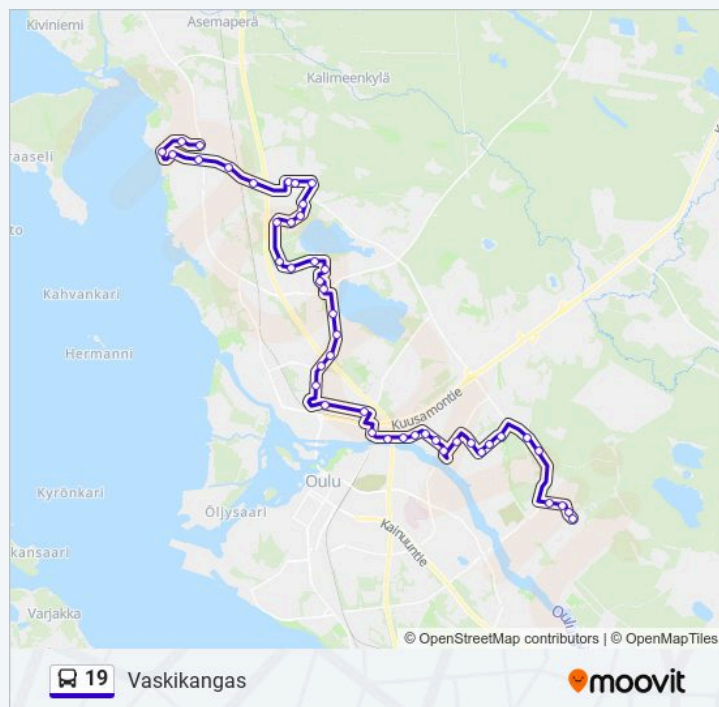 Kiviniemi
Asemaperä
Kalimeenkylä
raaseli
to
Kahvankari
Hermanni
Kuusamontie
Oulu
Kyrönkari
Öljysaari
Kainuuntie
kansaari
Varjakka
Oulu
© OpenStreetMap contributors | © OpenMapTiles
19 Vaskikangas
moovit